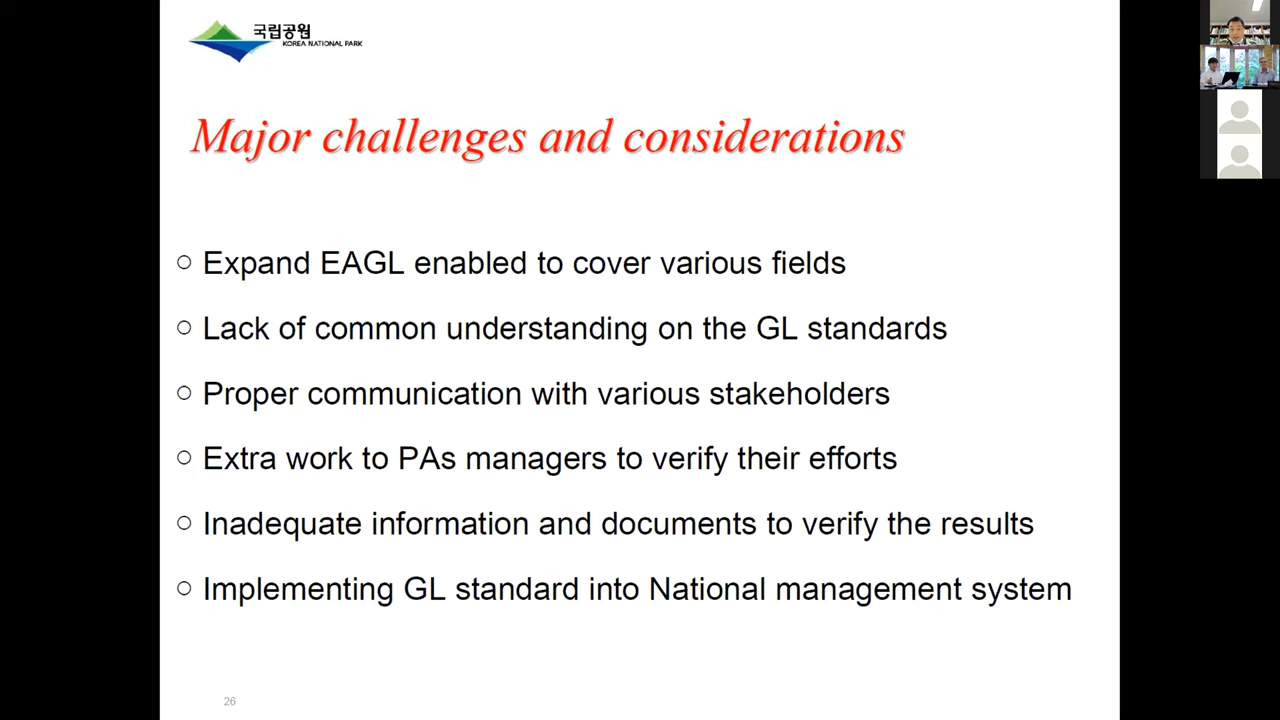 국립공원
KOREA NATIONAL PARK
Major challenges and considerations
○ Expand EAGL enabled to cover various fields
○ Lack of common understanding on the GL standards
○ Proper communication with various stakeholders
○ Extra work to PAs managers to verify their efforts
○ Inadequate information and documents to verify the results
○ Implementing GL standard into National management system
26